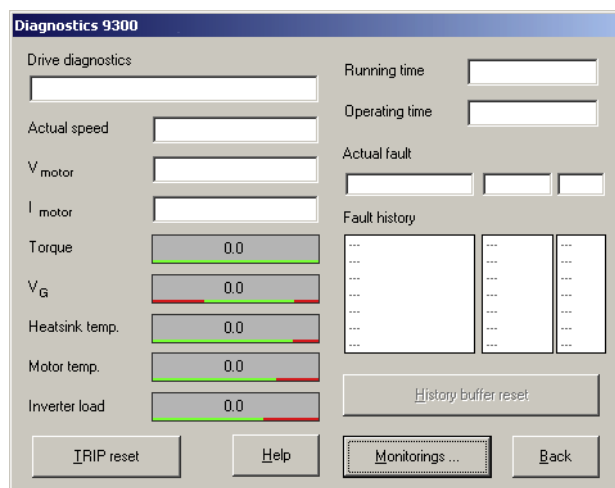 Diagnostics 9300
Drive diagnostics
Actual speed
V motor
I motor
Torque 0.0
VG 0.0
Heatsink temp. 0.0
Motor temp. 0.0
Inverter load 0.0
Running time
Operating time
Actual fault
Fault history
--- --- ---
--- --- ---
--- --- ---
--- --- ---
--- --- ---
--- --- ---
--- --- ---
History buffer reset
TRIP reset Help Monitorings ... Back